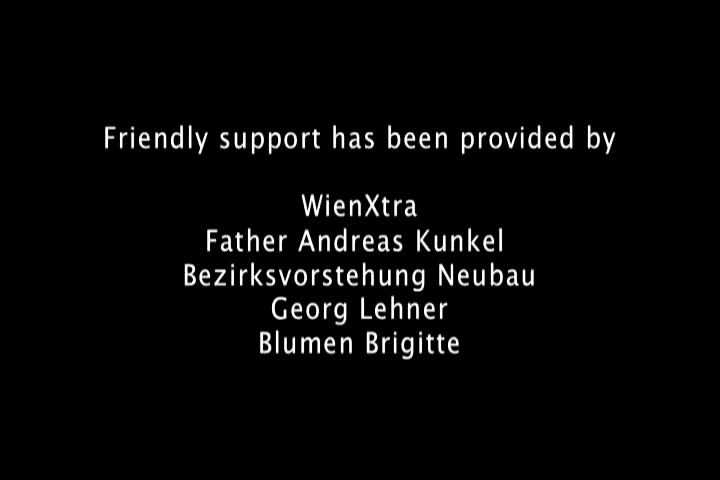 Friendly support has been provided by
WienXtra
Father Andreas Kunkel
Bezirksvorstehung Neubau
Georg Lehner
Blumen Brigitte